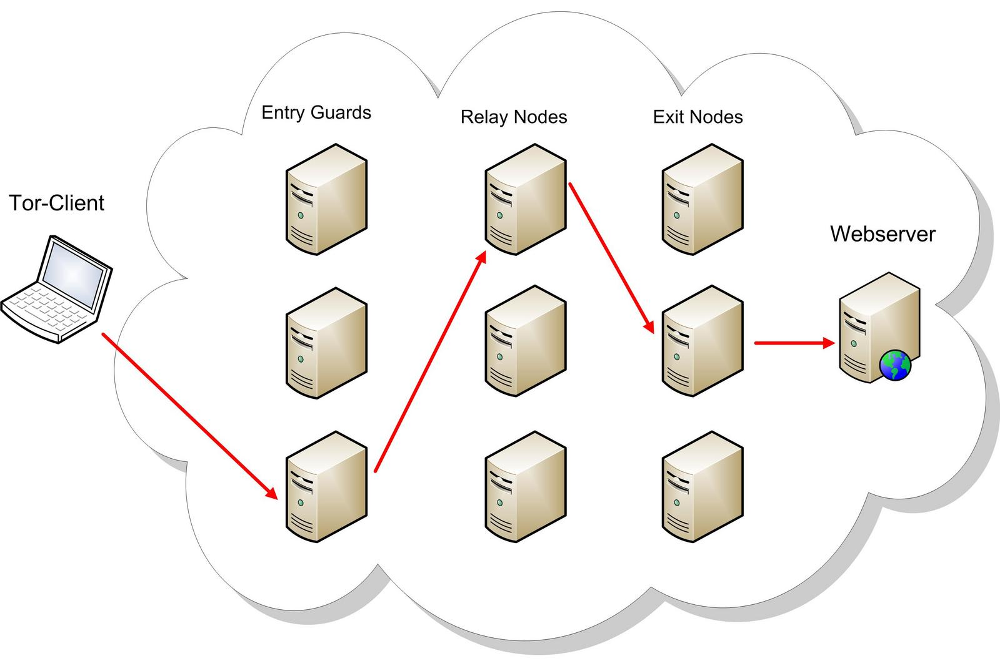 Entry Guards
Relay Nodes
Exit Nodes
Tor-Client
Webserver